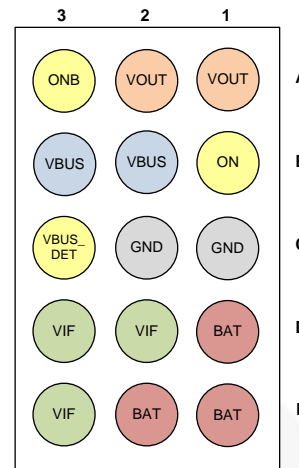 3 2 1
ONB VOUT VOUT
VBUS VBUS ON
VBUS_
DET GND GND
VIF VIF BAT
VIF BAT BAT